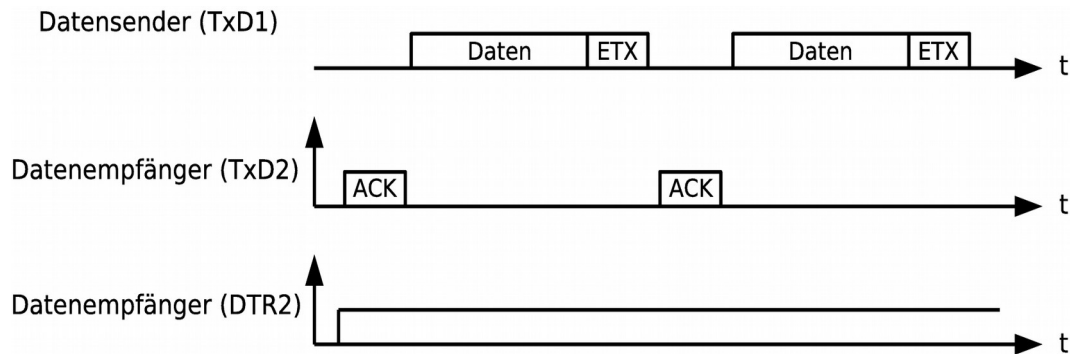 Datensender (TxD1)
Daten ETX Daten ETX
t
Datenempfänger (TxD2)
ACK ACK
t
Datenempfänger (DTR2)
t